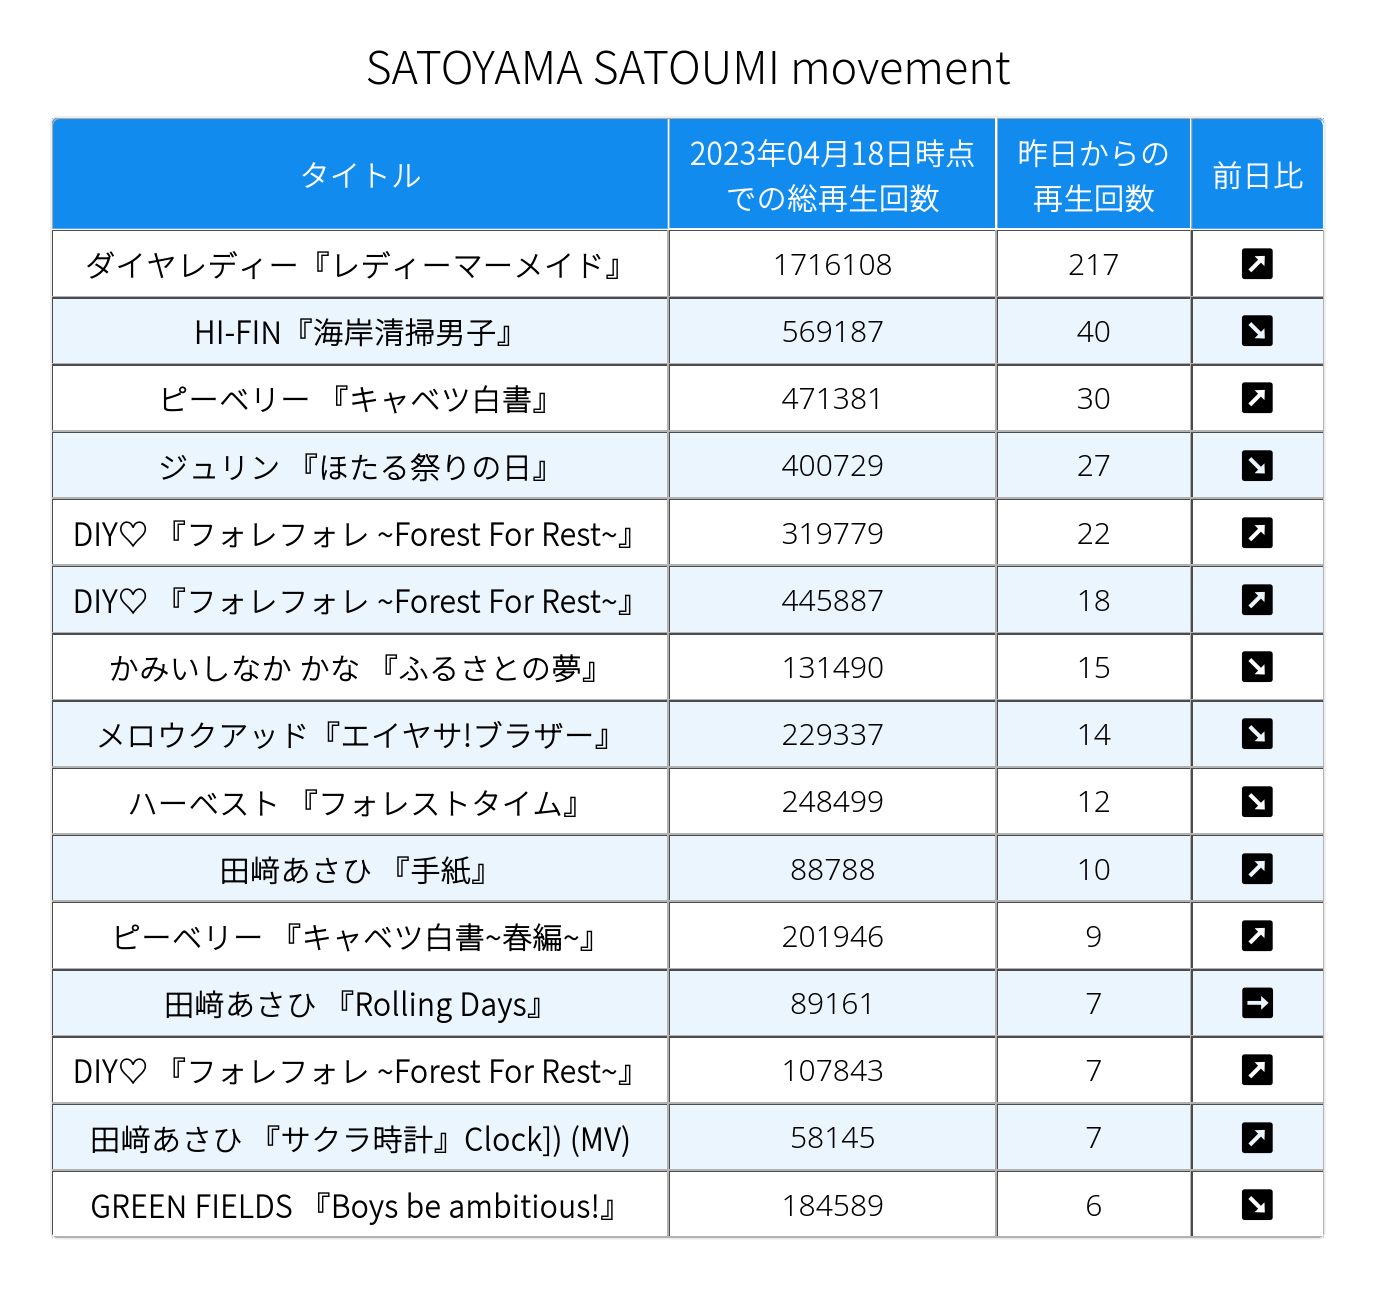 SATOYAMA SATOUMI movement
タイトル 2023年04月18日時点での総再生回数 昨日からの再生回数 前日比
ダイヤレディー『レディーマーメイド』 1716108 217 ↗
HI-FIN『海岸清掃男子』 569187 40 ↘
ピーベリー 『キャベツ白書』 471381 30 ↗
ジュリン 『ほたる祭りの日』 400729 27 ↘
DIY♡ 『フォレフォレ ~Forest For Rest~』 319779 22 ↗
DIY♡ 『フォレフォレ ~Forest For Rest~』 445887 18 ↗
かみいしなか かな 『ふるさとの夢』 131490 15 ↘
メロウクアッド『エイヤサ!ブラザー』 229337 14 ↘
ハーベスト 『フォレストタイム』 248499 12 ↘
田﨑あさひ 『手紙』 88788 10 ↗
ピーベリー 『キャベツ白書~春編~』 201946 9 ↗
田﨑あさひ 『Rolling Days』 89161 7 →
DIY♡ 『フォレフォレ ~Forest For Rest~』 107843 7 ↗
田﨑あさひ 『サクラ時計』Clock]) (MV) 58145 7 ↗
GREEN FIELDS 『Boys be ambitious!』 184589 6 ↘